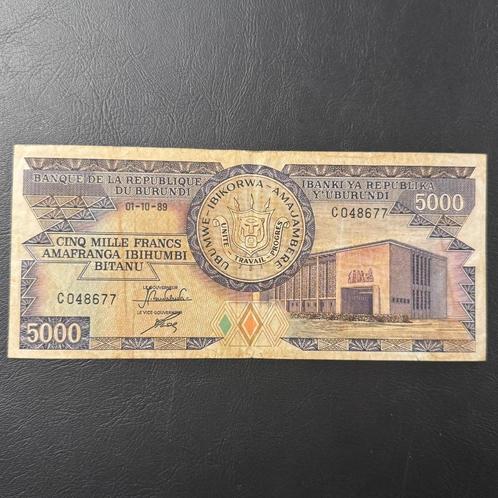 BANQUE DE LA REPUBLIQUE
DU BURUNDI
IBANKI YA REPUBLIKA
Y'UBURUNDI
01-10-89
C048677
5000
UBUMWE-IBIKORWA-AMAJAMBERE
UNITE - TRAVAIL - PROGRES
CINQ MILLE FRANCS
AMAFRANGA IBIHUMBI
BITANU
LE GOUVERNEUR
C048677
LE VICE GOUVERNEUR
5000
5000